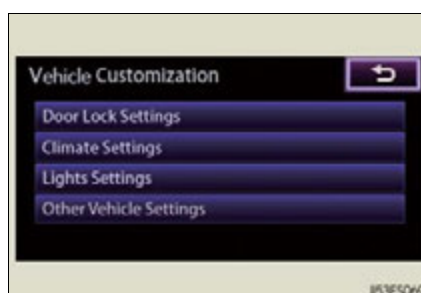 Vehicle Customization
Door Lock Settings
Climate Settings
Lights Settings
Other Vehicle Settings